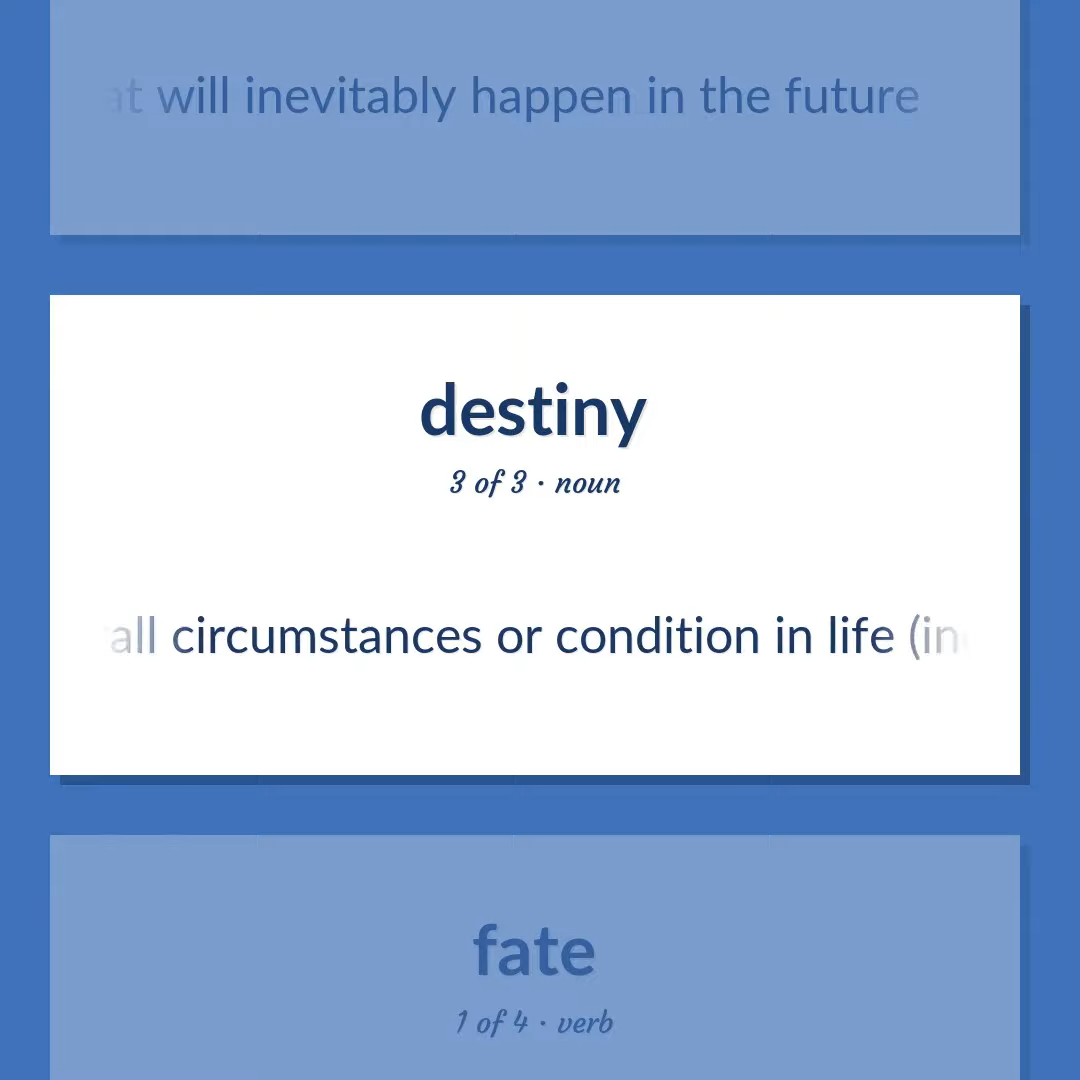 will inevitably happen in the future
destiny
3 of 3 · noun
all circumstances or condition in life
fate
1 of 4 · verb